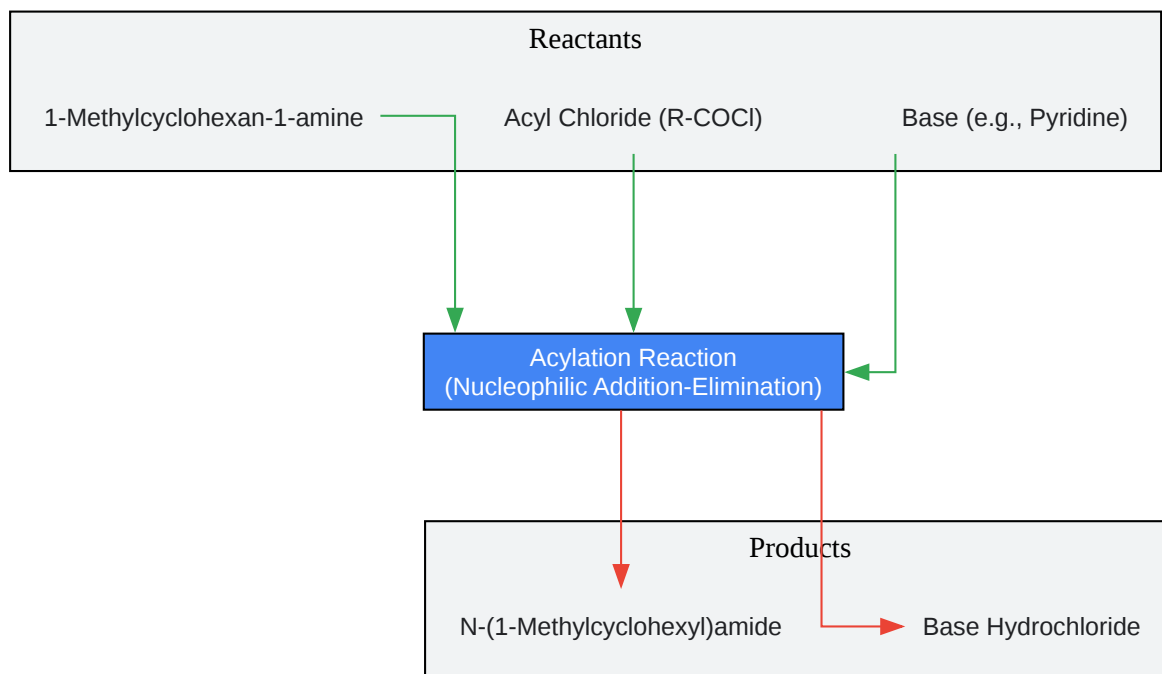 Reactants
1-Methylcyclohexan-1-amine
Acyl Chloride (R-COCl)
Base (e.g., Pyridine)
Acylation Reaction
(Nucleophilic Addition-Elimination)
Products
N-(1-Methylcyclohexyl)amide
Base Hydrochloride